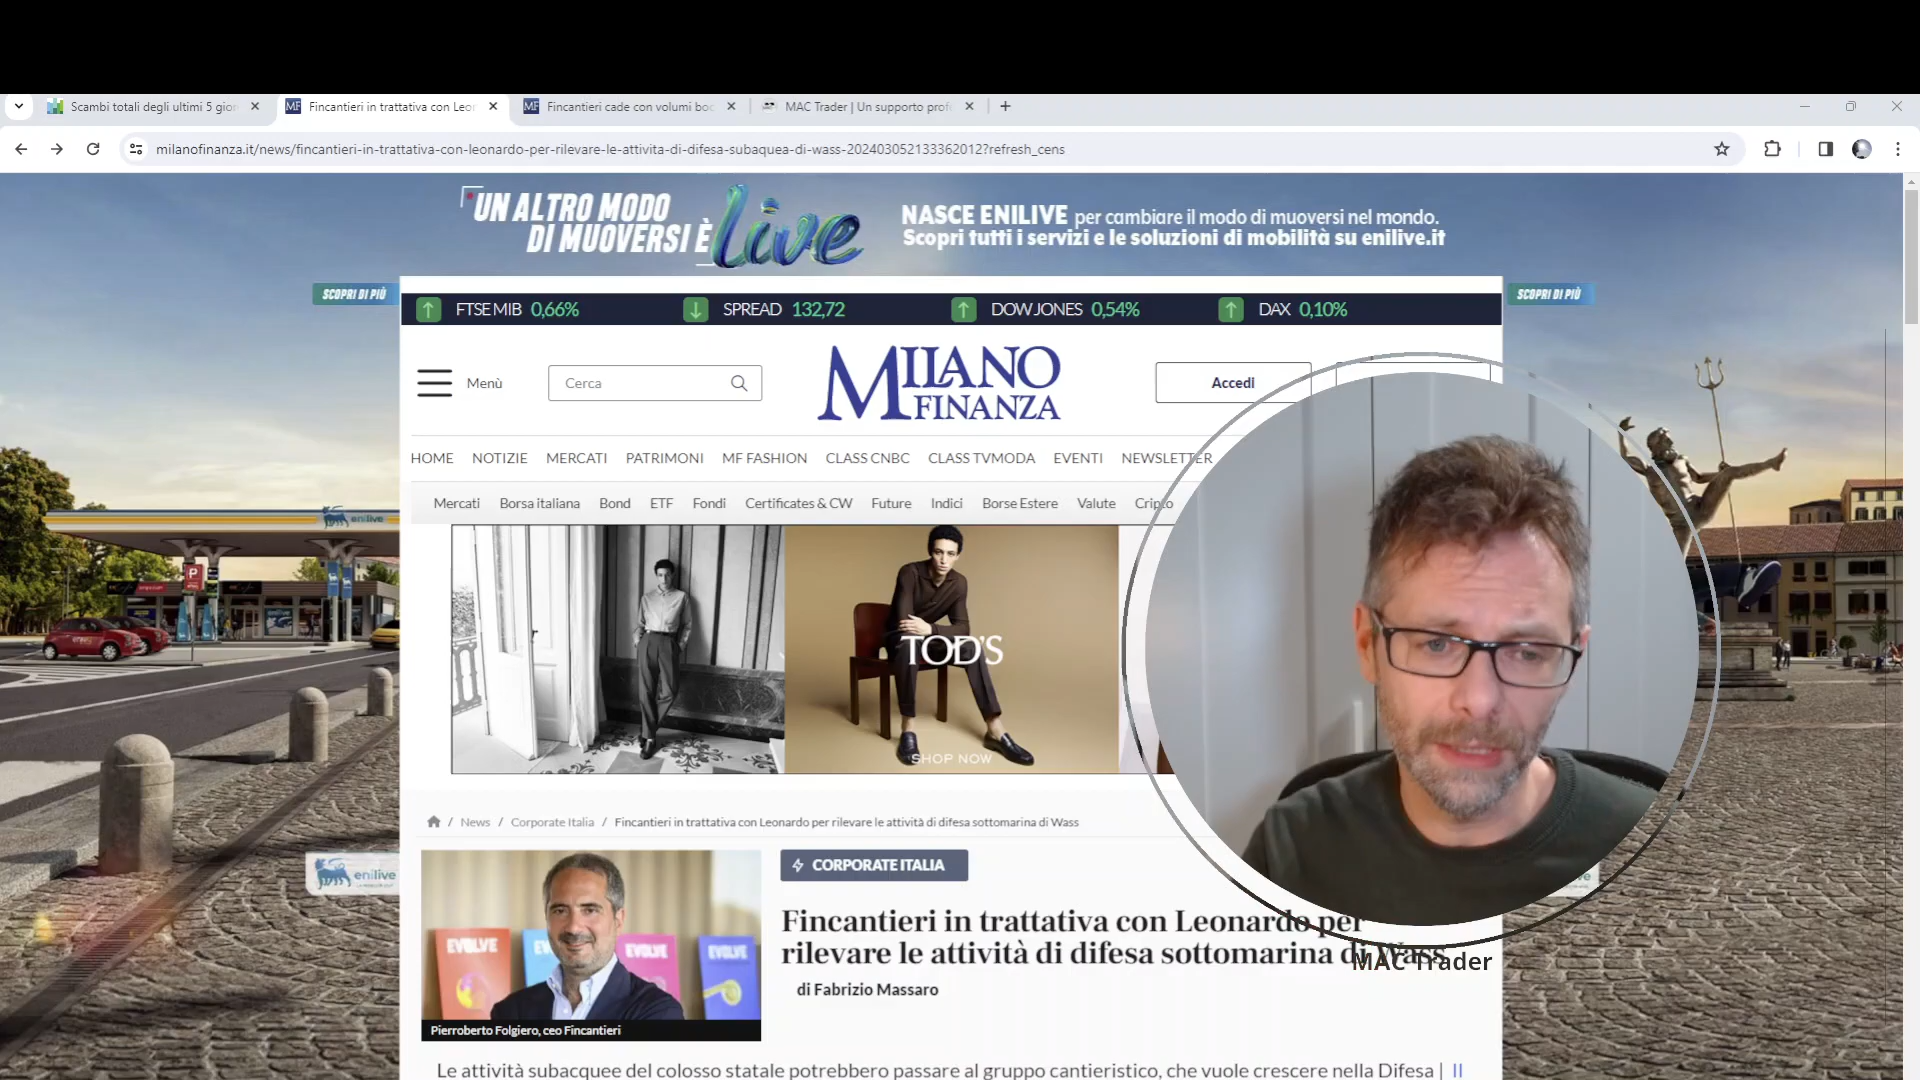 Scambi totali degli ultimi 5 gior
Fincantieri in trattativa con Leor
Fincantieri cade con volumi boc
MAC Trader | Un supporto profe
milanofinanza.it/news/fincantieri-in-trattativa-con-leonardo-per-rilevare-le-attivita-di-difesa-subaquea-di-wass-202403052133362012?refresh_cens
UN ALTRO MODO
DI MUOVERSI È live
NASCE ENILIVE per cambiare il modo di muoversi nel mondo.
Scopri tutti i servizi e le soluzioni di mobilità su enilive.it
SCOPRI DI PIÙ
SCOPRI DI PIÙ
FTSE MIB 0,66% SPREAD 132,72 DOW JONES 0,54% DAX 0,10%
Menù
Cerca
MILANO
FINANZA
Accedi
HOME NOTIZIE MERCATI PATRIMONI MF FASHION CLASS CNBC CLASS TVMODA EVENTI NEWSLETTER
Mercati Borsa italiana Bond ETF Fondi Certificates & CW Future Indici Borse Estere Valute Cripto
enilive
P
TOD'S
SHOP NOW
/ News / Corporate Italia / Fincantieri in trattativa con Leonardo per rilevare le attività di difesa sottomarina di Wass
enilive
EVOLVE
EVOLVE
EVOLVE
CORPORATE ITALIA
Fincantieri in trattativa con Leonardo per
rilevare le attività di difesa sottomarina di Wass
MAC Trader
di Fabrizio Massaro
Pierroberto Folgiero, ceo Fincantieri
Le attività subacquee del colosso statale potrebbero passare al gruppo cantieristico, che vuole crescere nella Difesa | Il